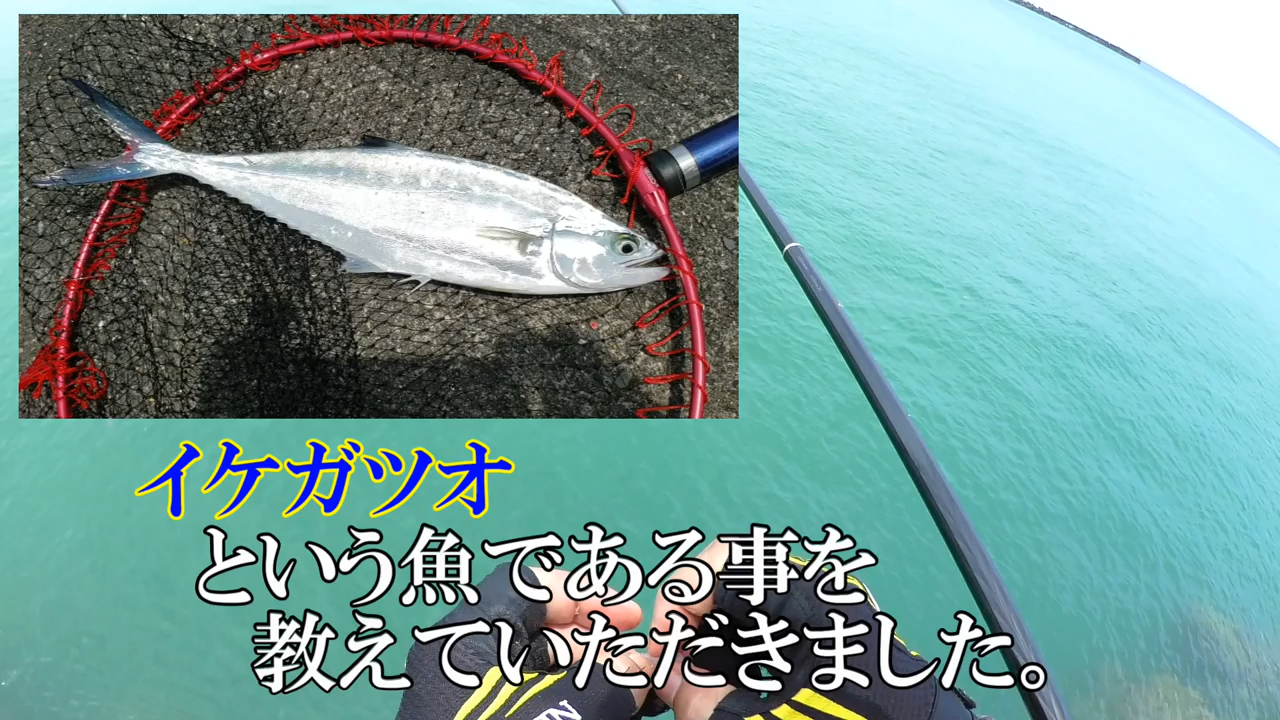 イケガツオ
という魚である事を
教えていただきました。